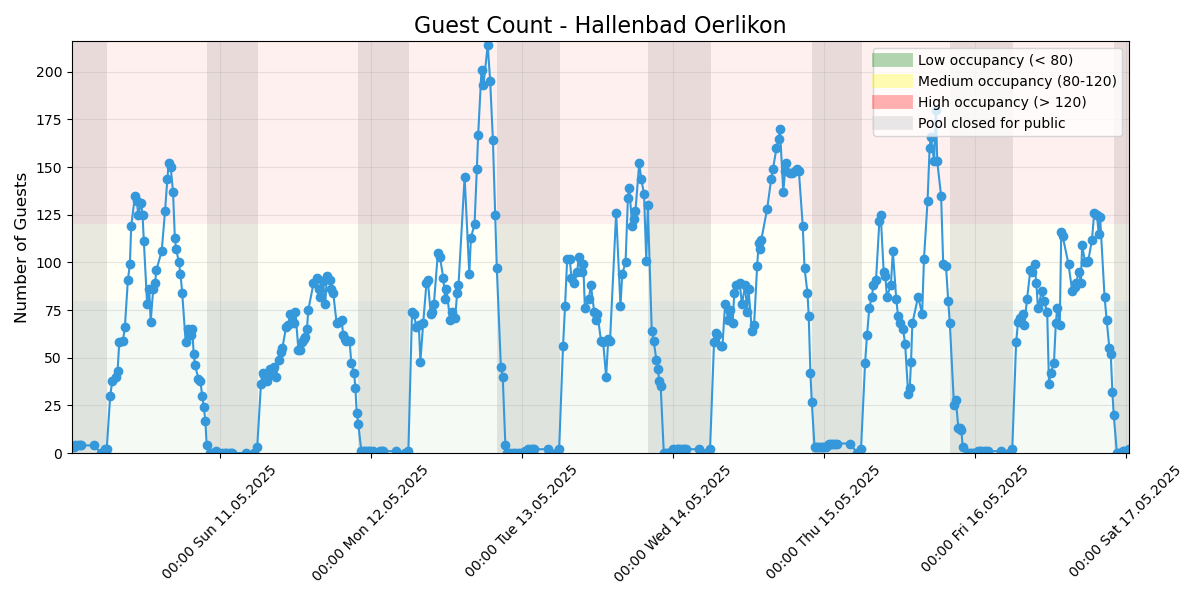 Guest Count - Hallenbad Oerlikon
Low occupancy (< 80)
Medium occupancy (80-120)
High occupancy (> 120)
Pool closed for public
Number of Guests
200
175
150
125
100
75
50
25
0
00:00 Sun 11.05.2025
00:00 Mon 12.05.2025
00:00 Tue 13.05.2025
00:00 Wed 14.05.2025
00:00 Thu 15.05.2025
00:00 Fri 16.05.2025
00:00 Sat 17.05.2025